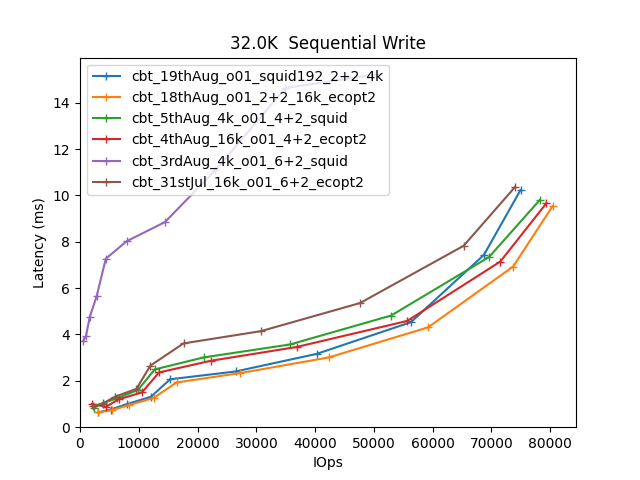 32.0K  Sequential Write
cbt_19thAug_o01_squid192_2+2_4k
cbt_18thAug_o01_2+2_16k_ecopt2
cbt_5thAug_4k_o01_4+2_squid
cbt_4thAug_16k_o01_4+2_ecopt2
cbt_3rdAug_4k_o01_6+2_squid
cbt_31stJul_16k_o01_6+2_ecopt2
Latency (ms)
14
12
10
8
6
4
2
0
0 10000 20000 30000 40000 50000 60000 70000 80000
IOps